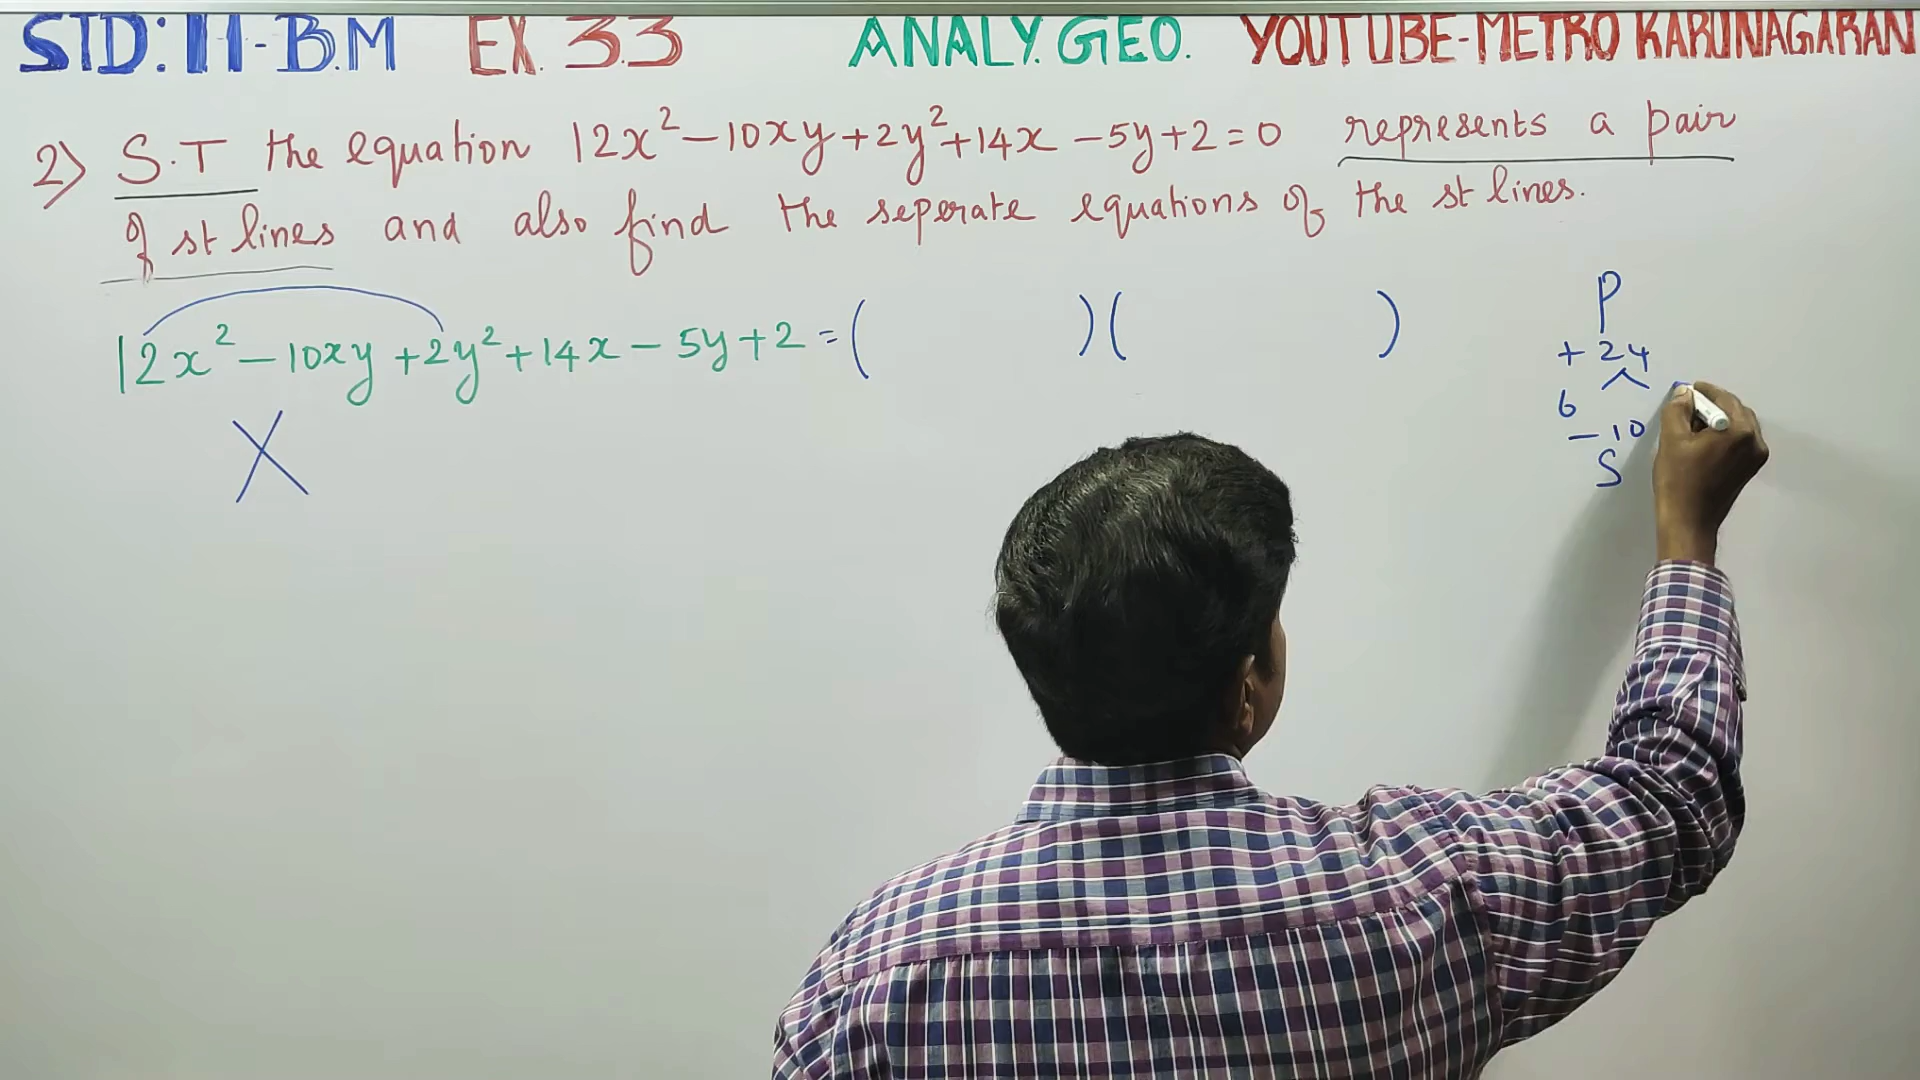 STD: 11-B.M EX. 3.3 ANALY. GEO. YOUTUBE-METRO KARUNAGARAN
2) S.T the equation 12x² - 10xy + 2y² + 14x - 5y + 2 = 0 represents a pair
of st lines and also find the seperate equations of the st lines.
12x² - 10xy + 2y² + 14x - 5y + 2 = ( ) ( )
X
P
+ 24
6
- 10
S